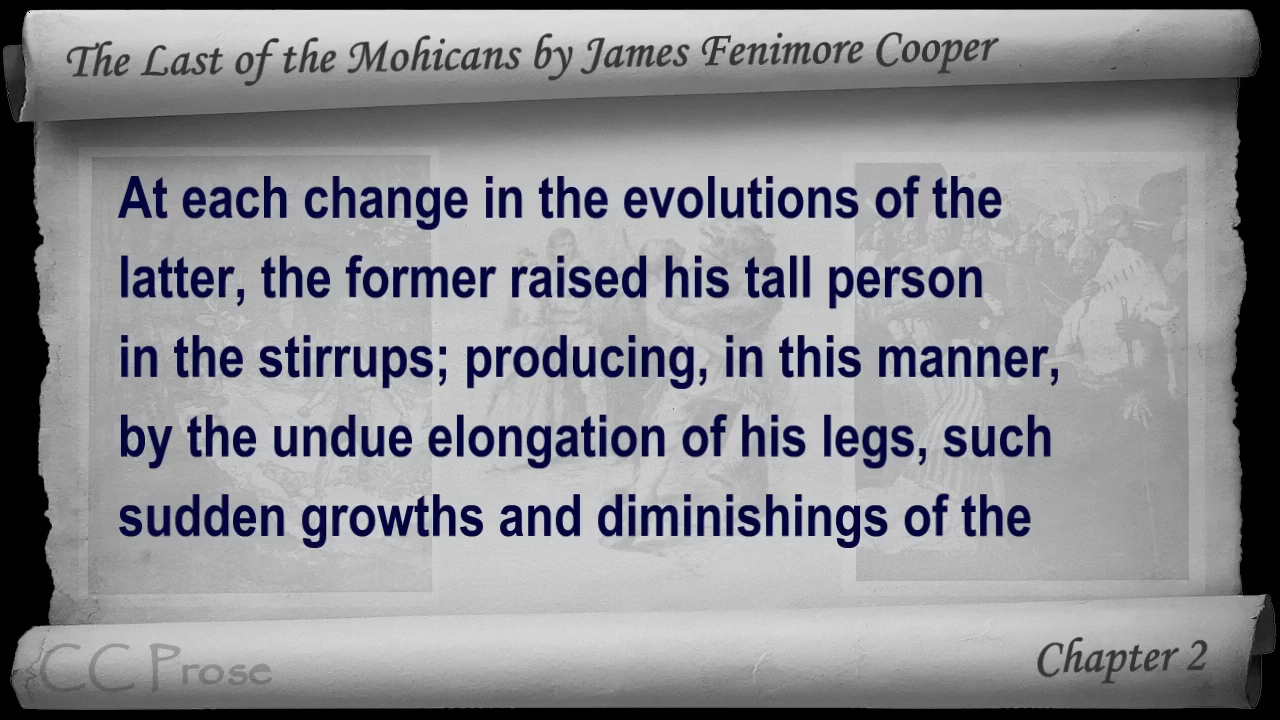 The Last of the Mohicans by James Fenimore Cooper
At each change in the evolutions of the
latter, the former raised his tall person
in the stirrups; producing, in this manner,
by the undue elongation of his legs, such
sudden growths and diminishings of the
CC Prose
Chapter 2